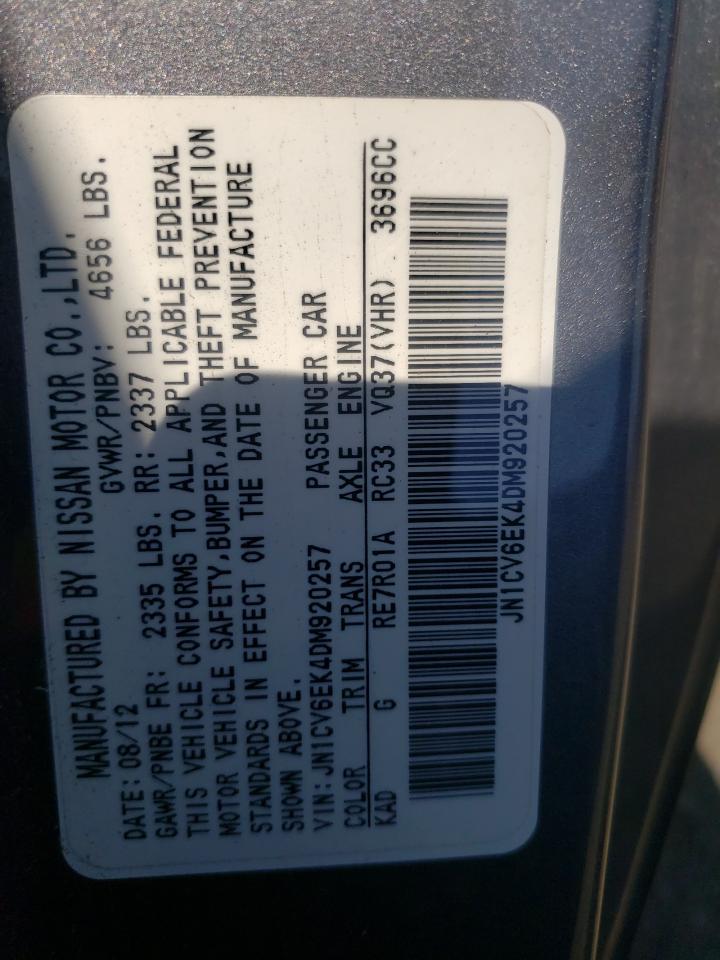 MANUFACTURED BY NISSAN MOTOR CO.,LTD.
DATE:08/12 GVWR/PNBV: 4656 LBS.
GAWR/PNBE FR: 2335 LBS. RR: 2337 LBS.
THIS VEHICLE CONFORMS TO ALL APPLICABLE FEDERAL
MOTOR VEHICLE SAFETY,BUMPER,AND THEFT PREVENTION
STANDARDS IN EFFECT ON THE DATE OF MANUFACTURE
SHOWN ABOVE.
VIN:JN1CV6EK4DM920257 PASSENGER CAR
COLOR TRIM TRANS AXLE ENGINE
KAD G RE7R01A RC33 VQ37(VHR) 3696CC
JN1CV6EK4DM920257